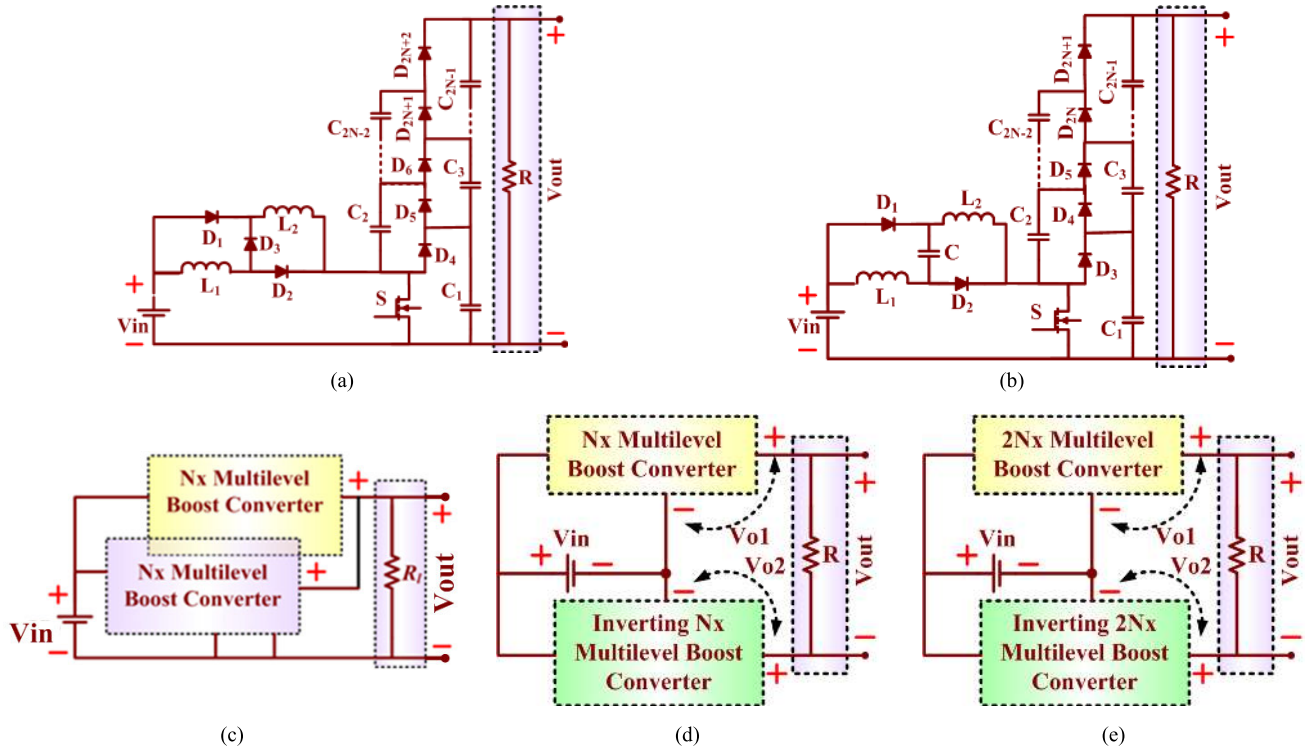 D2N+2
C2N-1
D2N+1
C2N-2
D6
C3
R
Vout
C2
D5
L2
D1
D3
D4
L1
D2
S
C1
+
Vin
−
+
−
(a)
D2N+1
C2N-1
D2N
C2N-2
D5
C3
R
Vout
L2
D1
C2
D4
C
D3
L1
D2
S
C1
+
Vin
−
+
−
(b)
Nx Multilevel
Boost Converter
+
Nx Multilevel
Boost Converter
+
+
Vin
−
Rl
Vout
+
−
(c)
Nx Multilevel
Boost Converter
+
−
Vo1
Vin
+
−
Vo2
−
Inverting Nx
Multilevel Boost
Converter
+
R
Vout
+
−
(d)
2Nx Multilevel
Boost Converter
+
−
Vo1
Vin
+
−
Vo2
−
Inverting 2Nx
Multilevel Boost
Converter
+
R
Vout
+
−
(e)